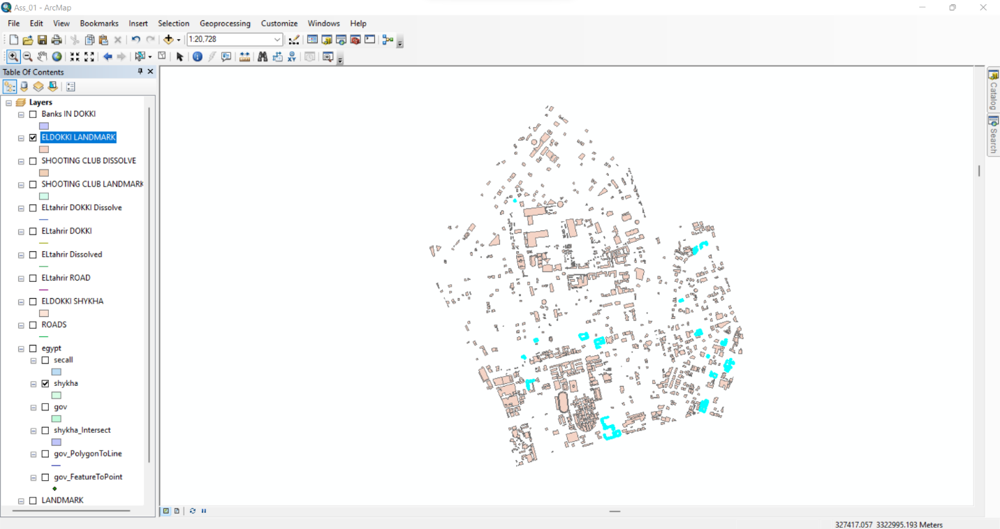 Ass_01 - ArcMap
File Edit View Bookmarks Insert Selection Geoprocessing Customize Windows Help
1:20,728
Table Of Contents
Layers
Banks IN DOKKI
ELDOKKI LANDMARK
SHOOTING CLUB DISSOLVE
SHOOTING CLUB LANDMARK
ELtahrir DOKKI Dissolve
ELtahrir DOKKI
ELtahrir Dissolved
ELtahrir ROAD
ELDOKKI SHYKHA
ROADS
egypt
secall
shykha
gov
shykha_Intersect
gov_PolygonToLine
gov_FeatureToPoint
LANDMARK
Catalog
Search
327417.057 3322995.193 Meters